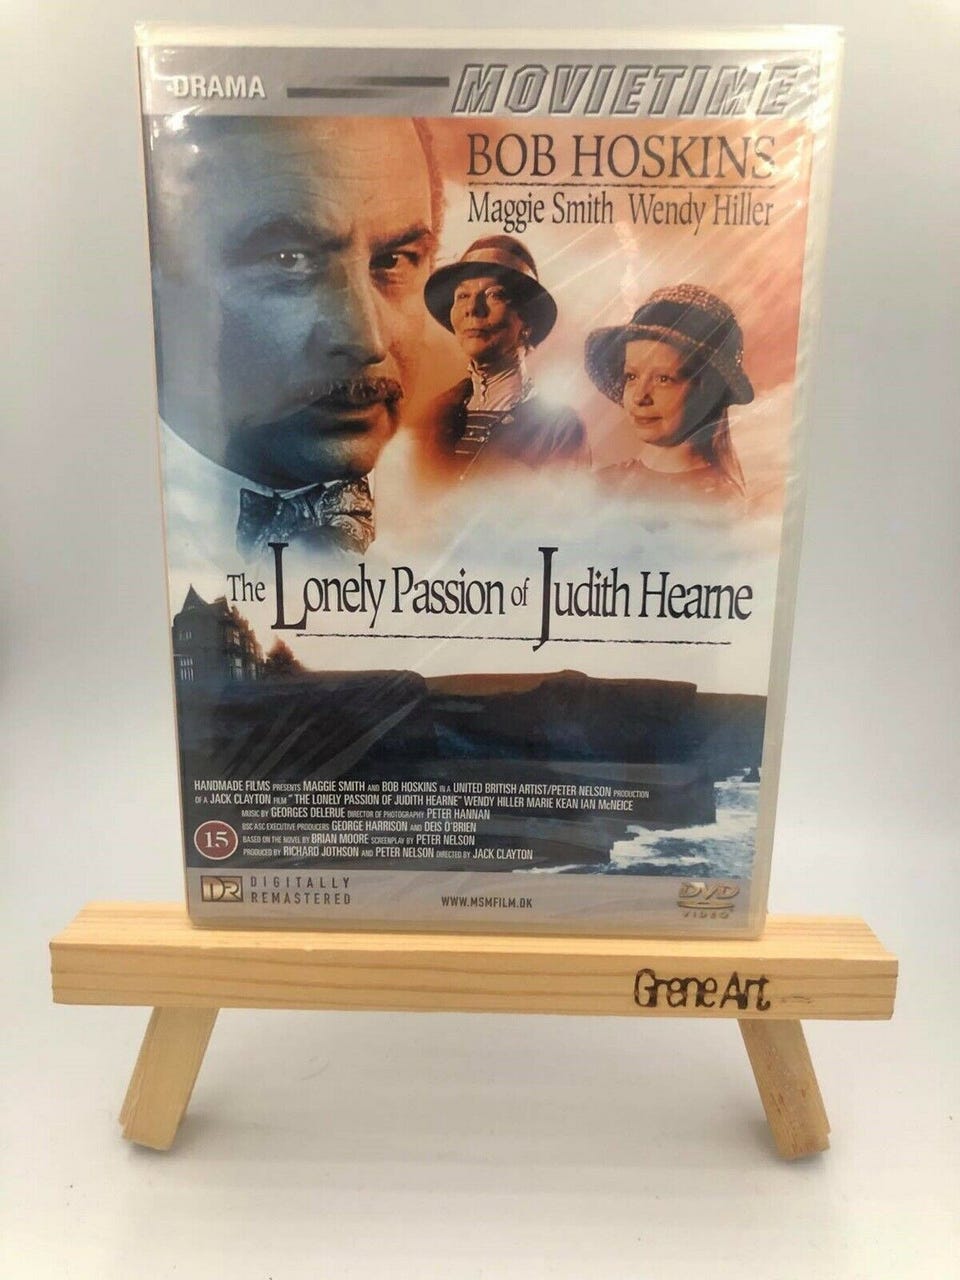 DRAMA
MOVIETIME
BOB HOSKINS
Maggie Smith Wendy Hiller
The Lonely Passion of Judith Hearne
HANDMADE FILMS PRESENTS MAGGIE SMITH AND BOB HOSKINS IN A UNITED BRITISH ARTIST/PETER NELSON PRODUCTION
OF A JACK CLAYTON FILM "THE LONELY PASSION OF JUDITH HEARNE" WENDY HILLER MARIE KEAN IAN McNEICE
MUSIC BY GEORGES DELERUE DIRECTOR OF PHOTOGRAPHY PETER HANNAN
BSC ASC EXECUTIVE PRODUCERS GEORGE HARRISON AND DEIS O'BRIEN
BASED ON THE NOVEL BY BRIAN MOORE SCREENPLAY BY PETER NELSON
PRODUCED BY RICHARD JOTHSON AND PETER NELSON DIRECTED BY JACK CLAYTON
15
DR DIGITALLY
REMASTERED
WWW.MSMFILM.DK
DVD
VIDEO
Grene Art